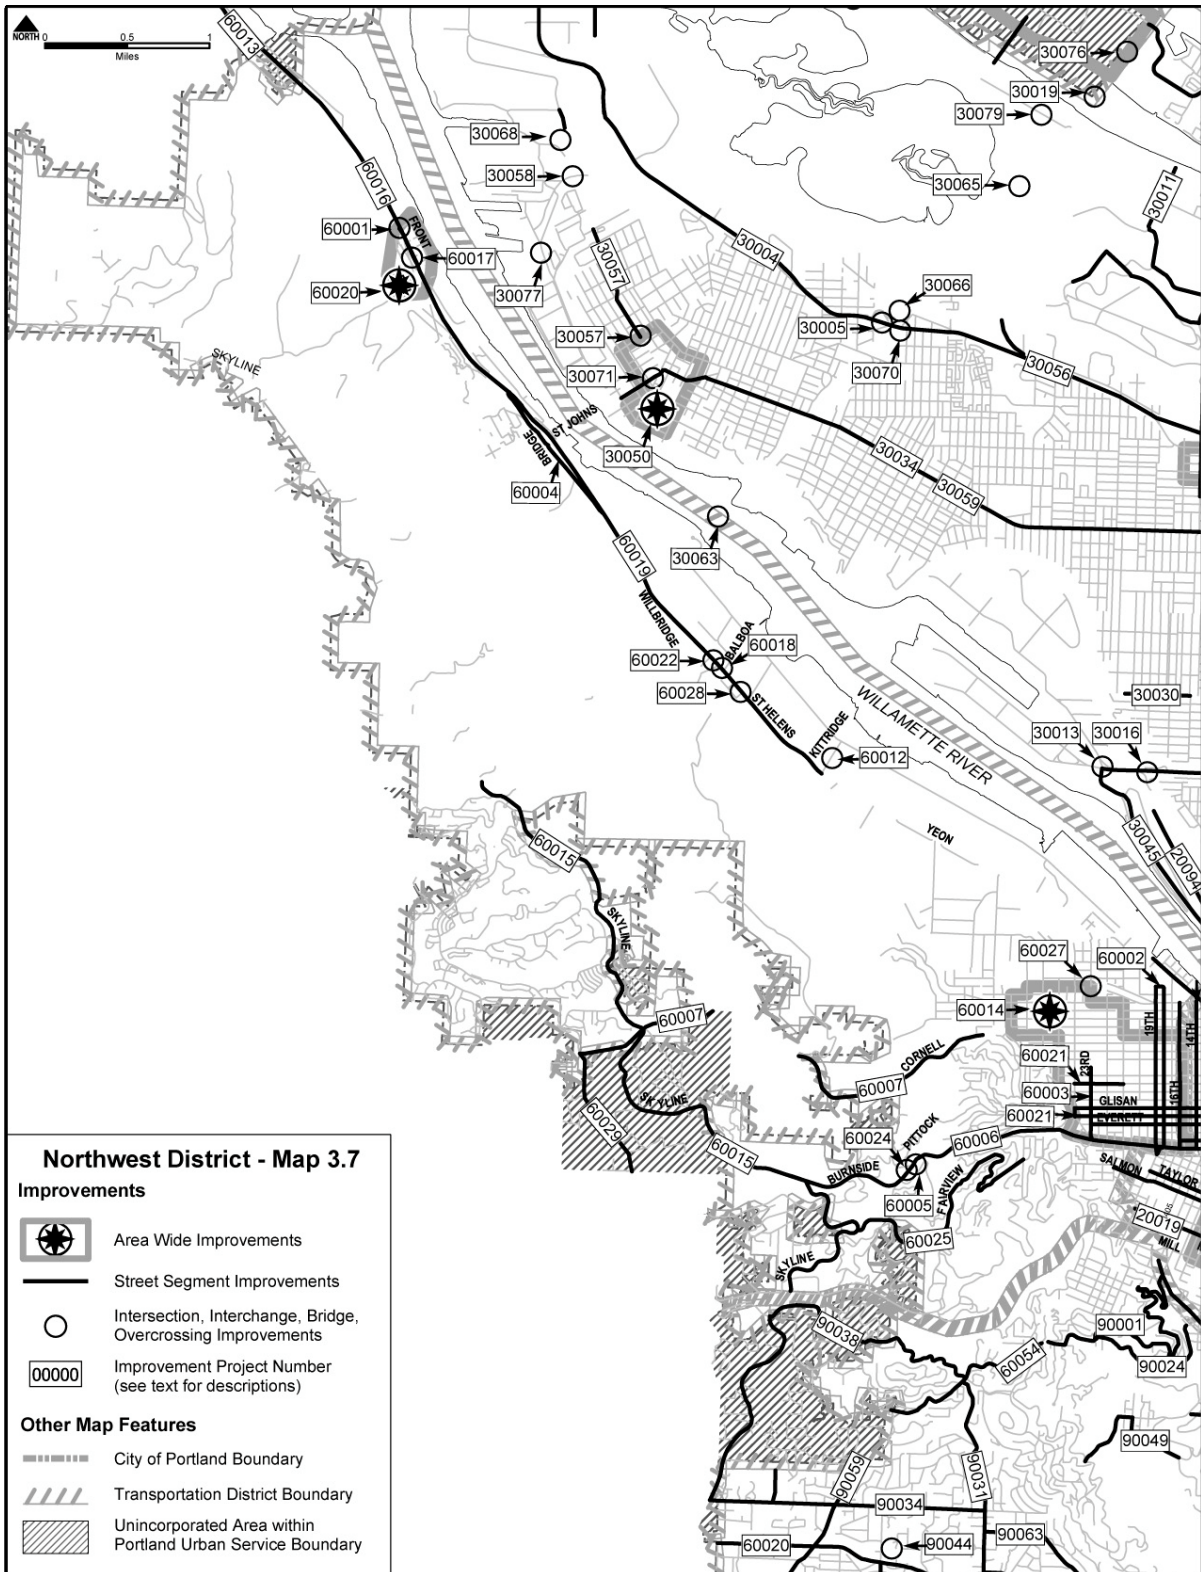 NORTH
0 0.5 1
Miles
60013
30076
30019
30079
30068
30058
30065
30011
60016
60001
FRONT
60017
30004
30057
60020
30077
30066
30005
30057
30070
30056
SKYLINE
30071
ST JOHNS
BRIDGE
30050
30034
60004
30059
60019
30063
WILLBRIDGE
BALBOA
60018
60022
60028
ST HELENS
WILLAMETTE RIVER
30030
KITTRIDGE
30013
30016
60012
YEON
30045
20094
60015
SKYLINE
60027
60002
60014
60007
19TH
14TH
CORNELL
60021
23RD
60007
60003
16TH
GLISAN
SKYLINE
60021
EVERETT
60029
60024
PITTOCK
60006
60015
BURNSIDE
SALMON
TAYLOR
60005
FAIRVIEW
20019
405
60025
MILL
SKYLINE
90038
90001
60054
90024
90049
90059
90031
90034
90063
60020
90044
Northwest District - Map 3.7
Improvements
Area Wide Improvements
Street Segment Improvements
Intersection, Interchange, Bridge,
Overcrossing Improvements
00000
Improvement Project Number
(see text for descriptions)
Other Map Features
City of Portland Boundary
Transportation District Boundary
Unincorporated Area within
Portland Urban Service Boundary